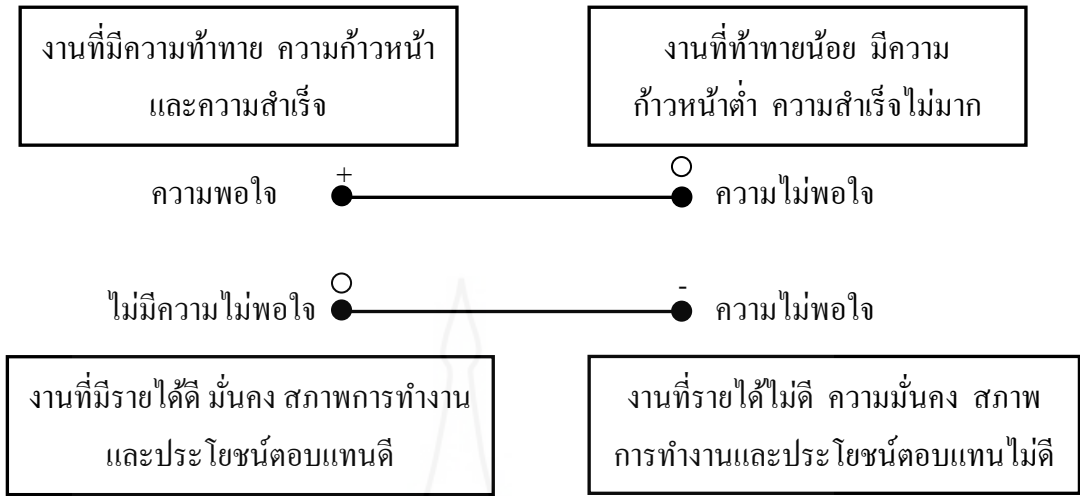 งานที่มีความท้าทาย ความก้าวหน้า
และความสำเร็จ
งานที่ท้าทายน้อย มีความ
ก้าวหน้าต่ำ ความสำเร็จไม่มาก
ความพอใจ + ความไม่พอใจ
ไม่มีความไม่พอใจ - ความไม่พอใจ
งานที่มีรายได้ดี มั่นคง สภาพการทำงาน
และประโยชน์ตอบแทนดี
งานที่รายได้ไม่ดี ความมั่นคง สภาพ
การทำงานและประโยชน์ตอบแทนไม่ดี